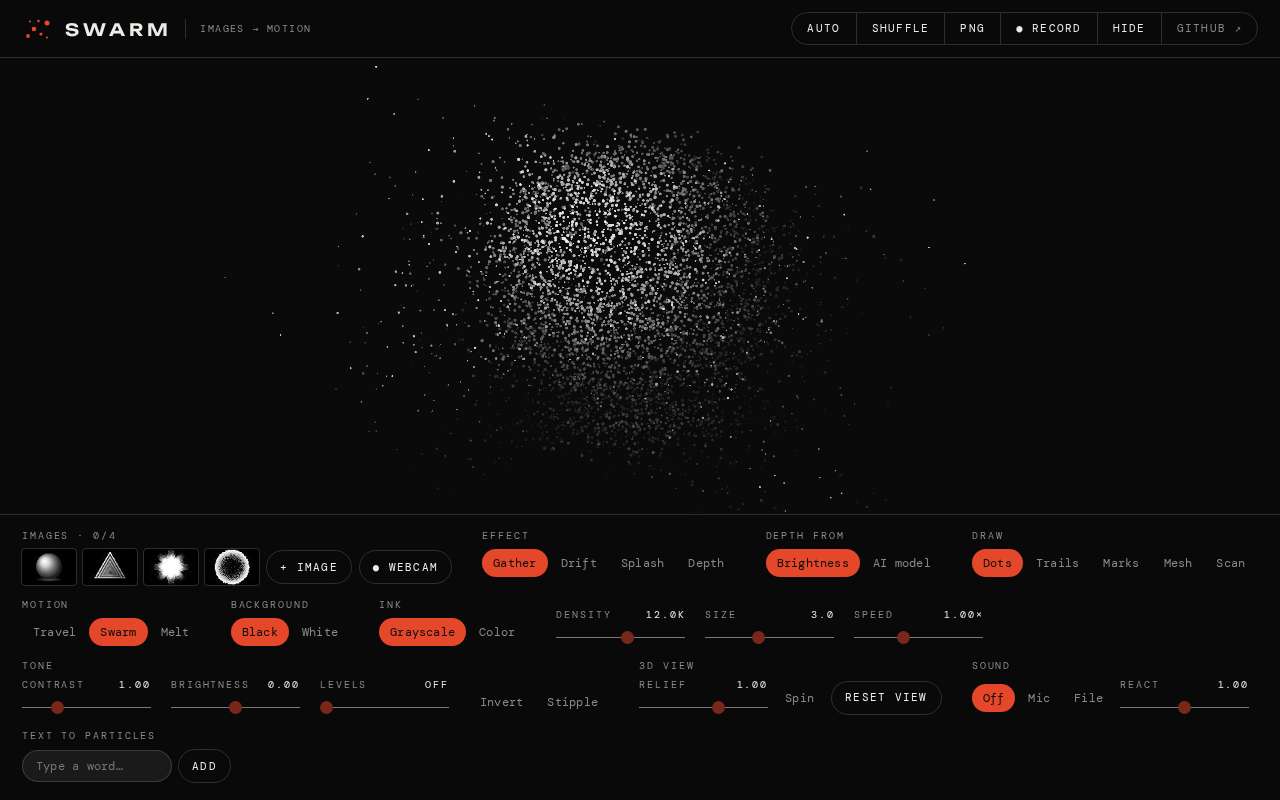 SWARM
IMAGES → MOTION
AUTO
SHUFFLE
PNG
● RECORD
HIDE
GITHUB ↗
IMAGES · 0/4
+ IMAGE
● WEBCAM
EFFECT
Gather Drift Splash Depth
DEPTH FROM
Brightness AI model
DRAW
Dots Trails Marks Mesh Scan
MOTION
Travel Swarm Melt
BACKGROUND
Black White
INK
Grayscale Color
DENSITY 12.0K
SIZE 3.0
SPEED 1.00×
TONE
CONTRAST 1.00
BRIGHTNESS 0.00
LEVELS OFF
Invert Stipple
3D VIEW
RELIEF 1.00
Spin
RESET VIEW
SOUND
Off Mic File
REACT 1.00
TEXT TO PARTICLES
Type a word…
ADD